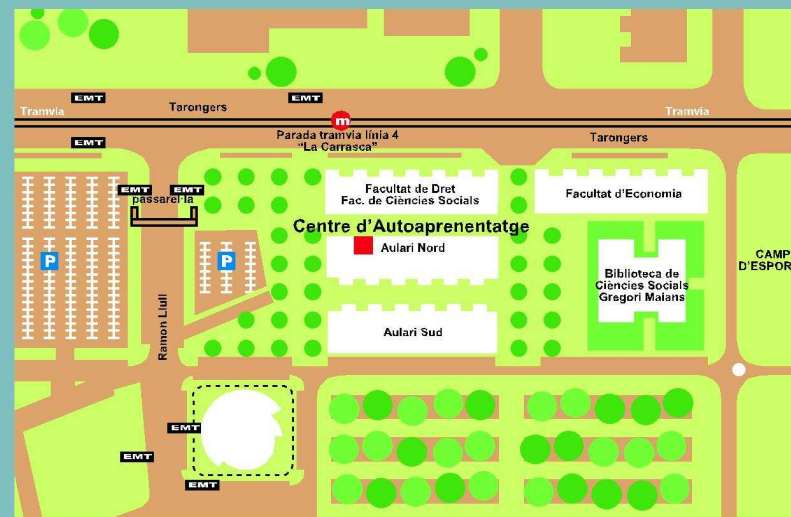 EMT
EMT
Tramvia
Tarongers
m
Tramvia
Parada tramvia línia 4
"La Carrasca"
Tarongers
EMT
EMT
EMT
passarel·la
Facultat de Dret
Fac. de Ciències Socials
Facultat d'Economia
Centre d'Autoaprenentatge
Aulari Nord
P
P
CAMP
D'ESPOR
Biblioteca de
Ciències Socials
Gregori Maians
Ramon Llull
Aulari Sud
EMT
EMT
EMT